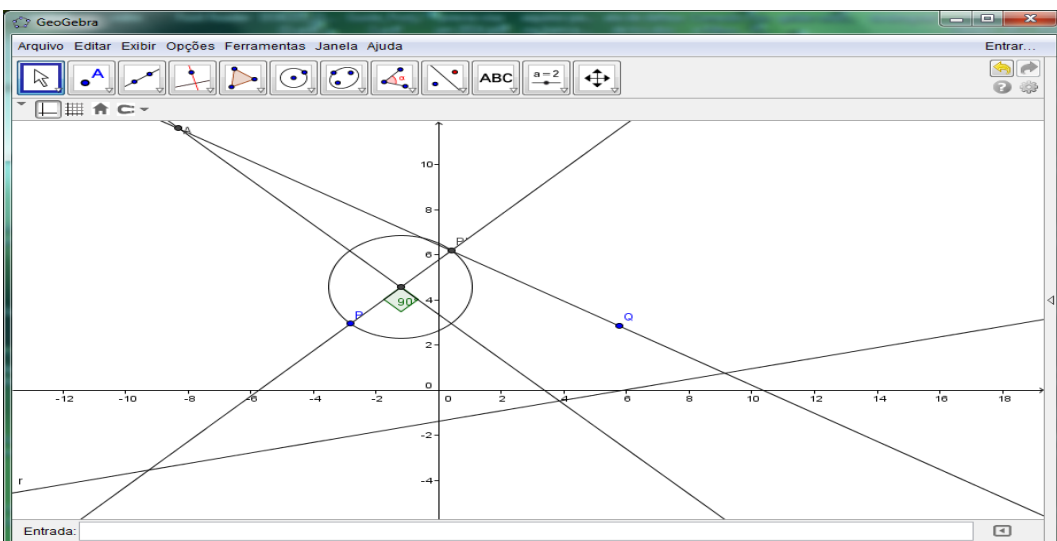 GeoGebra
Arquivo Editar Exibir Opções Ferramentas Janela Ajuda
Entrar...
A
α
ABC
a=2
A
10
8
P'
6
90°
4
P
Q
2
0
-12 -10 -8 -6 -4 -2 0 2 4 6 8 10 12 14 16 18
-2
-4
r
Entrada: